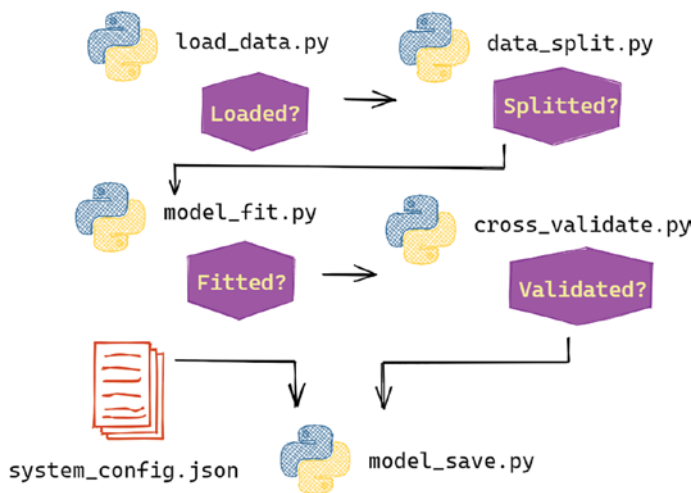 load_data.py
data_split.py
Loaded?
Splitted?
model_fit.py
cross_validate.py
Fitted?
Validated?
system_config.json
model_save.py